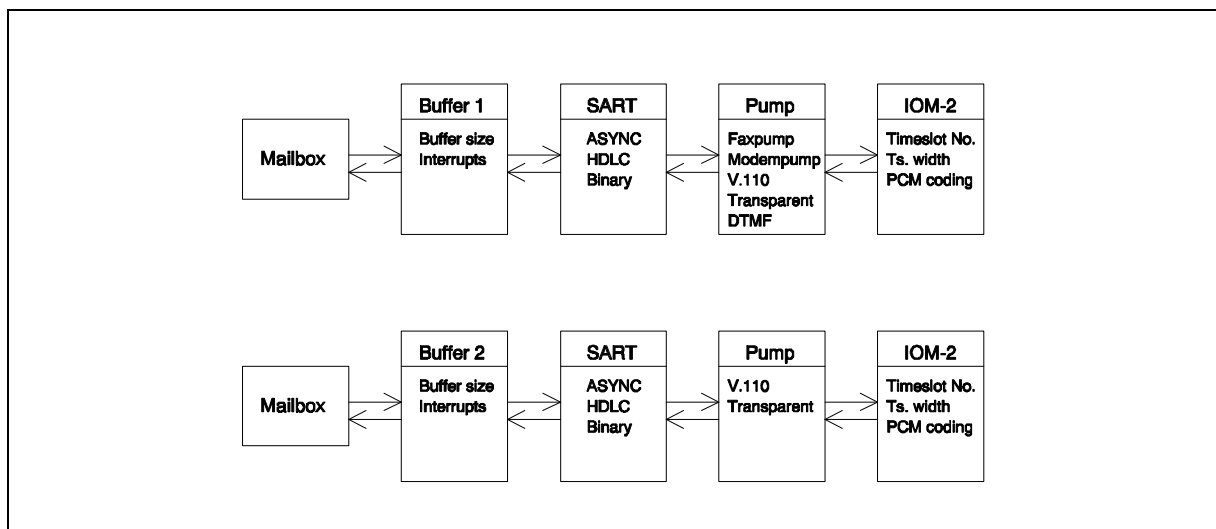 Mailbox
Buffer 1
Buffer size
Interrupts
SART
ASYNC
HDLC
Binary
Pump
Faxpump
Modempump
V.110
Transparent
DTMF
IOM-2
Timeslot No.
Ts. width
PCM coding
Mailbox
Buffer 2
Buffer size
Interrupts
SART
ASYNC
HDLC
Binary
Pump
V.110
Transparent
IOM-2
Timeslot No.
Ts. width
PCM coding